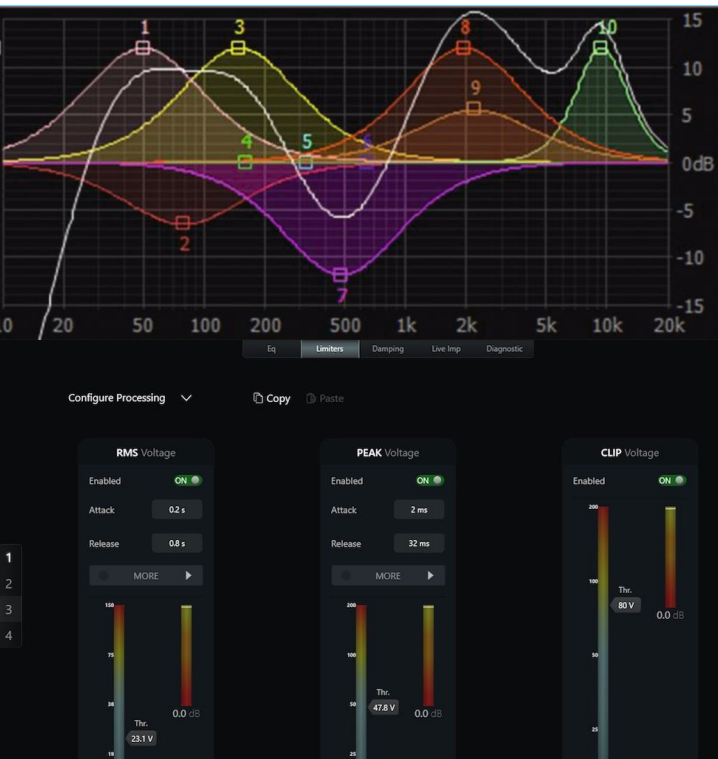 1 3 8 10
15
10
9
5
4 5 6
0dB
-5
2
-10
7
-15
20 50 100 200 500 1k 2k 5k 10k 20k
Eq Limiters Damping Live Imp Diagnostic
Configure Processing Copy Paste
RMS Voltage PEAK Voltage CLIP Voltage
Enabled ON Enabled ON Enabled ON
Attack 0.2 s Attack 2 ms
200
Release 0.8 s Release 32 ms
1
MORE MORE
2
100
Thr.
3
150 200
80 V
0.0 dB
4
75 100 50
Thr.
38 50
47.8 V
0.0 dB 0.0 dB
Thr.
25
23.1 V
19 25